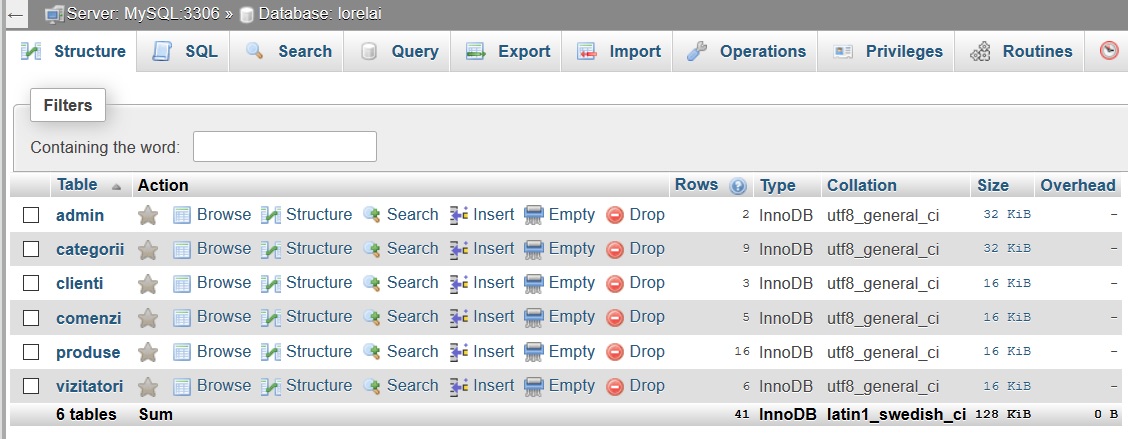 Server: MySQL:3306 » Database: lorelai
Structure SQL Search Query Export Import Operations Privileges Routines
Filters
Containing the word:
Table Action Rows Type Collation Size Overhead
admin Browse Structure Search Insert Empty Drop 2 InnoDB utf8_general_ci 32 KiB -
categorii Browse Structure Search Insert Empty Drop 9 InnoDB utf8_general_ci 32 KiB -
clienti Browse Structure Search Insert Empty Drop 3 InnoDB utf8_general_ci 16 KiB -
comenzi Browse Structure Search Insert Empty Drop 5 InnoDB utf8_general_ci 16 KiB -
produse Browse Structure Search Insert Empty Drop 16 InnoDB utf8_general_ci 16 KiB -
vizitatori Browse Structure Search Insert Empty Drop 6 InnoDB utf8_general_ci 16 KiB -
6 tables Sum 41 InnoDB latin1_swedish_ci 128 KiB 0 B